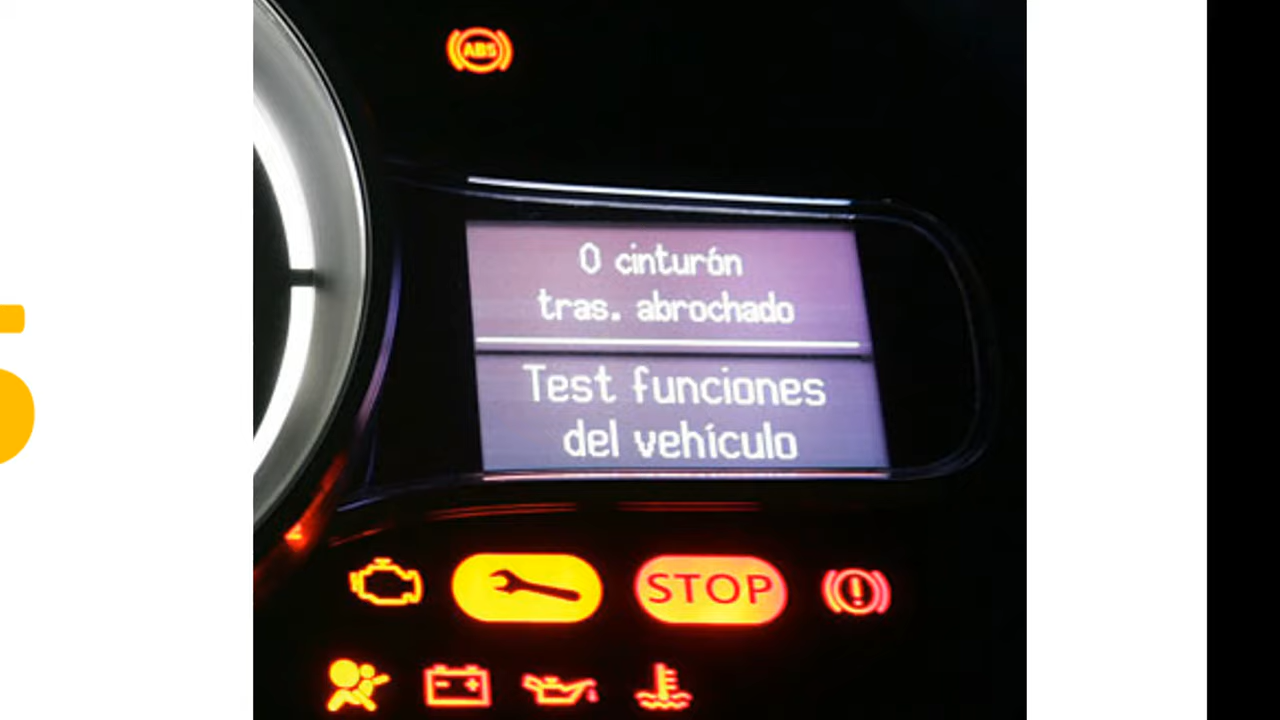 ABS
0 cinturón
tras. abrochado
Test funciones
del vehículo
STOP